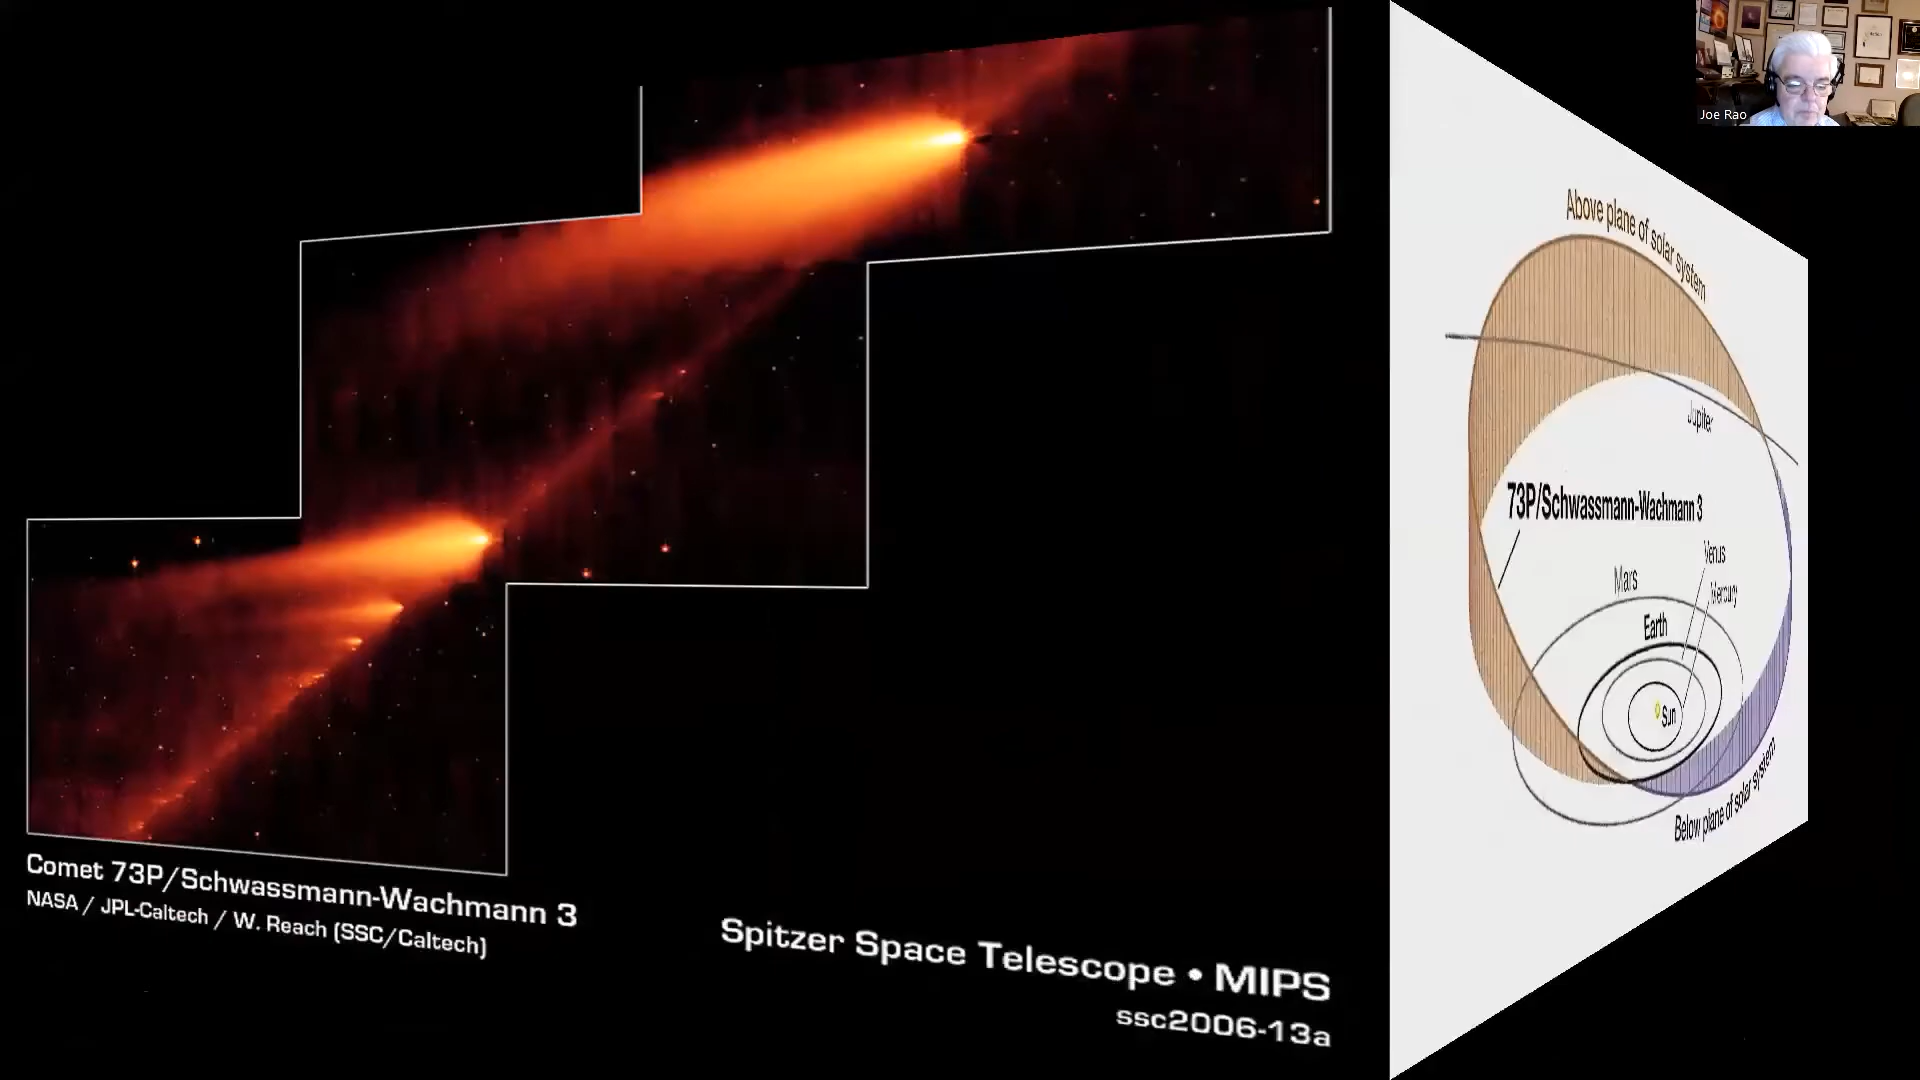 Comet 73P/Schwassmann-Wachmann 3
NASA / JPL-Caltech / W. Reach (SSC/Caltech)
Spitzer Space Telescope • MIPS
ssc2006-13a
Joe Rao
Above plane of solar system
Jupiter
73P/Schwassmann-Wachmann 3
Venus
Mars
Mercury
Earth
Sun
Below plane of solar system